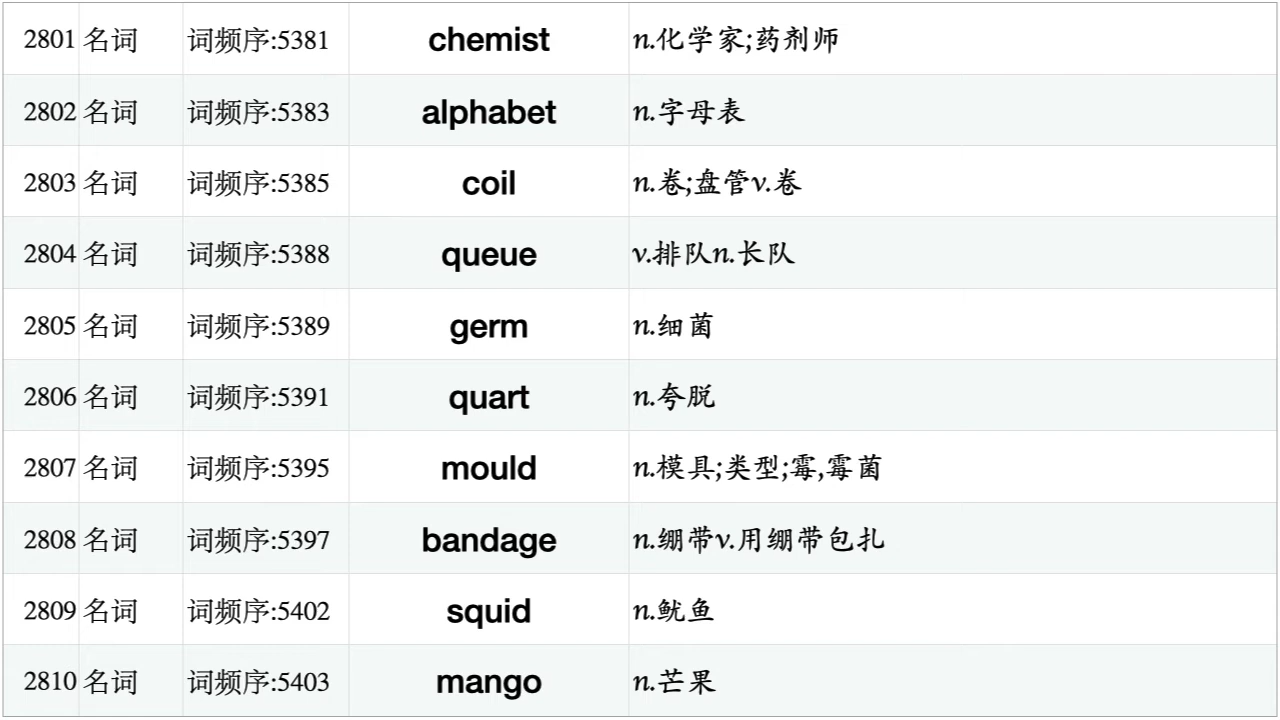 2801 名词 词频序:5381 chemist n.化学家;药剂师
2802 名词 词频序:5383 alphabet n.字母表
2803 名词 词频序:5385 coil n.卷;盘管v.卷
2804 名词 词频序:5388 queue v.排队n.长队
2805 名词 词频序:5389 germ n.细菌
2806 名词 词频序:5391 quart n.夸脱
2807 名词 词频序:5395 mould n.模具;类型;霉,霉菌
2808 名词 词频序:5397 bandage n.绷带v.用绷带包扎
2809 名词 词频序:5402 squid n.鱿鱼
2810 名词 词频序:5403 mango n.芒果